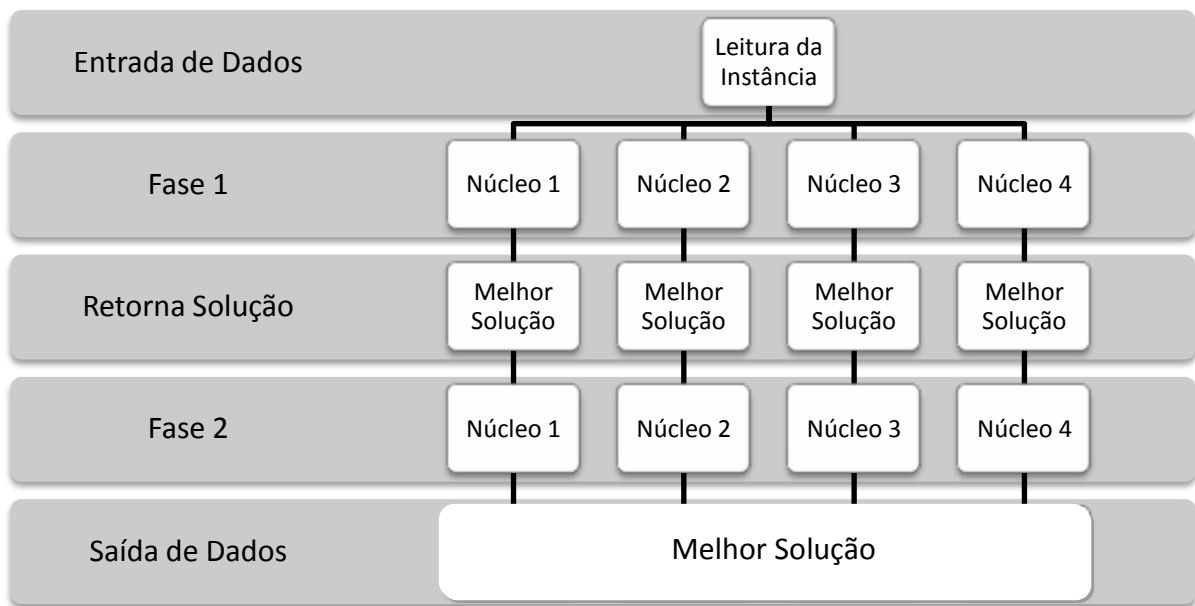 Entrada de Dados
Leitura da
Instância
Fase 1
Núcleo 1
Núcleo 2
Núcleo 3
Núcleo 4
Retorna Solução
Melhor
Solução
Melhor
Solução
Melhor
Solução
Melhor
Solução
Fase 2
Núcleo 1
Núcleo 2
Núcleo 3
Núcleo 4
Saída de Dados
Melhor Solução